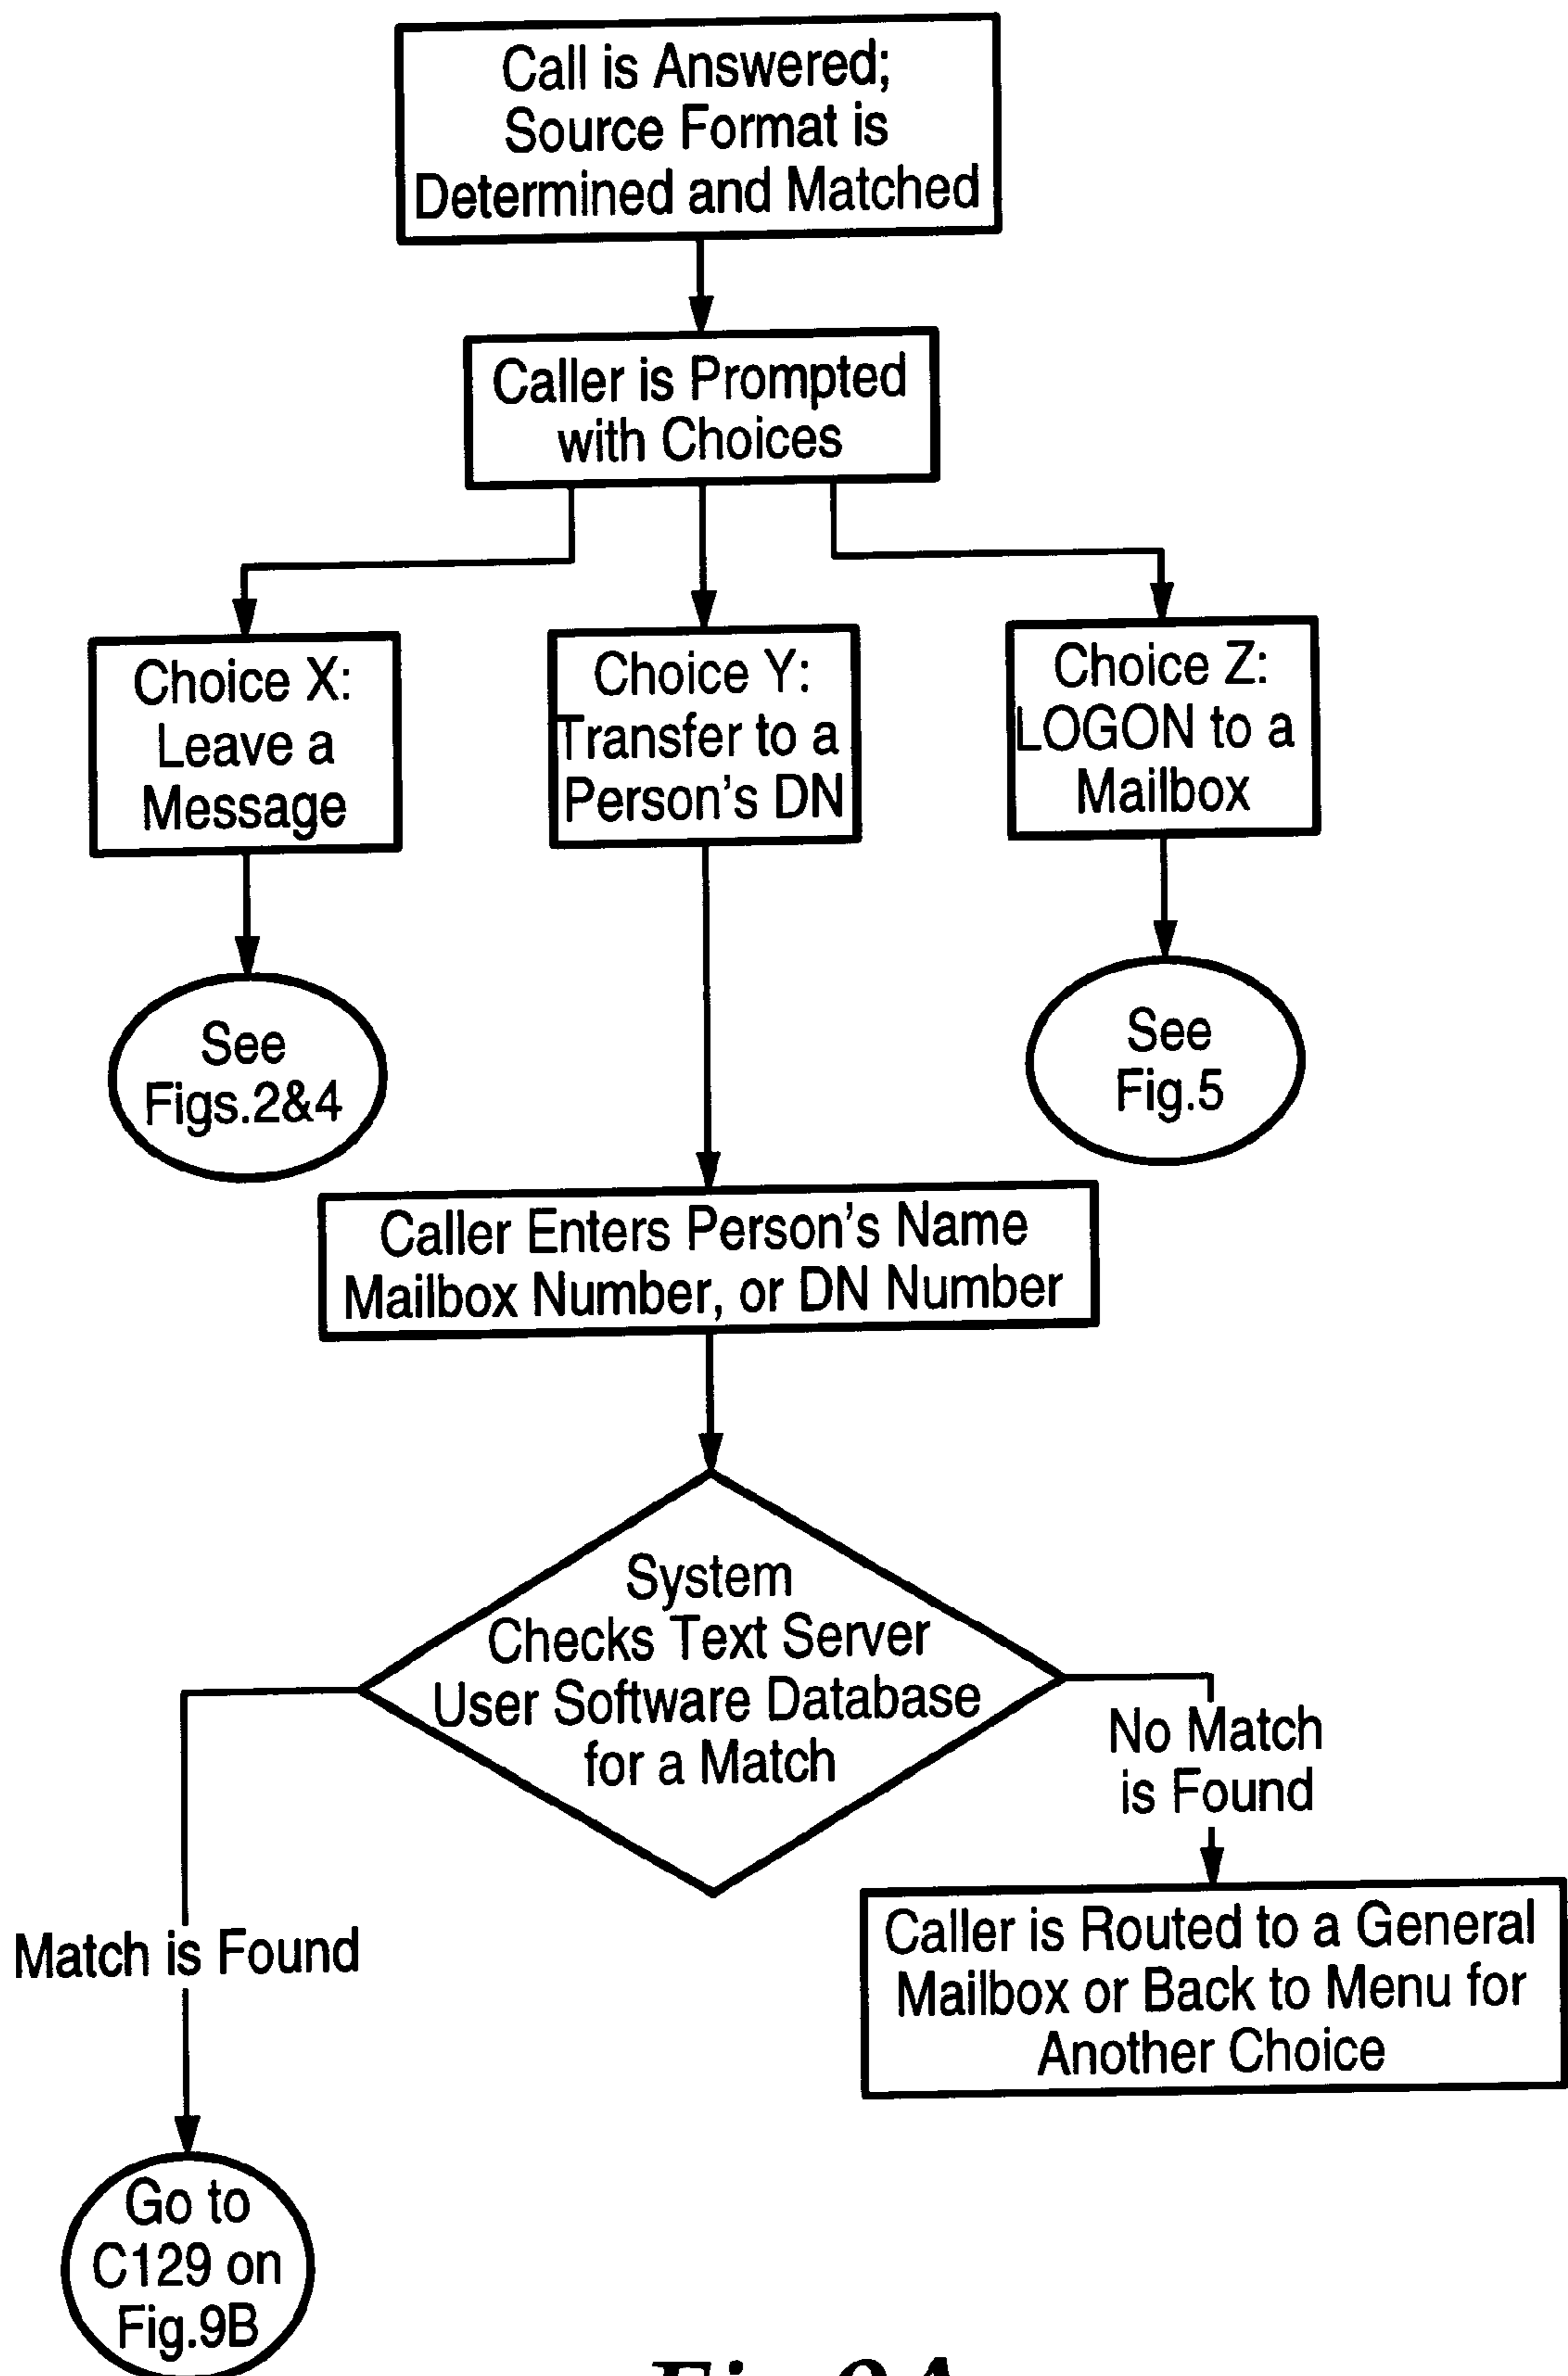 Call is Answered;
Source Format is
Determined and Matched
Caller is Prompted
with Choices
Choice X:
Leave a
Message
Choice Y:
Transfer to a
Person's DN
Choice Z:
LOGON to a
Mailbox
See
Figs.2&4
See
Fig.5
Caller Enters Person's Name
Mailbox Number, or DN Number
System
Checks Text Server
User Software Database
for a Match
No Match
is Found
Match is Found
Caller is Routed to a General
Mailbox or Back to Menu for
Another Choice
Go to
C129 on
Fig.9B